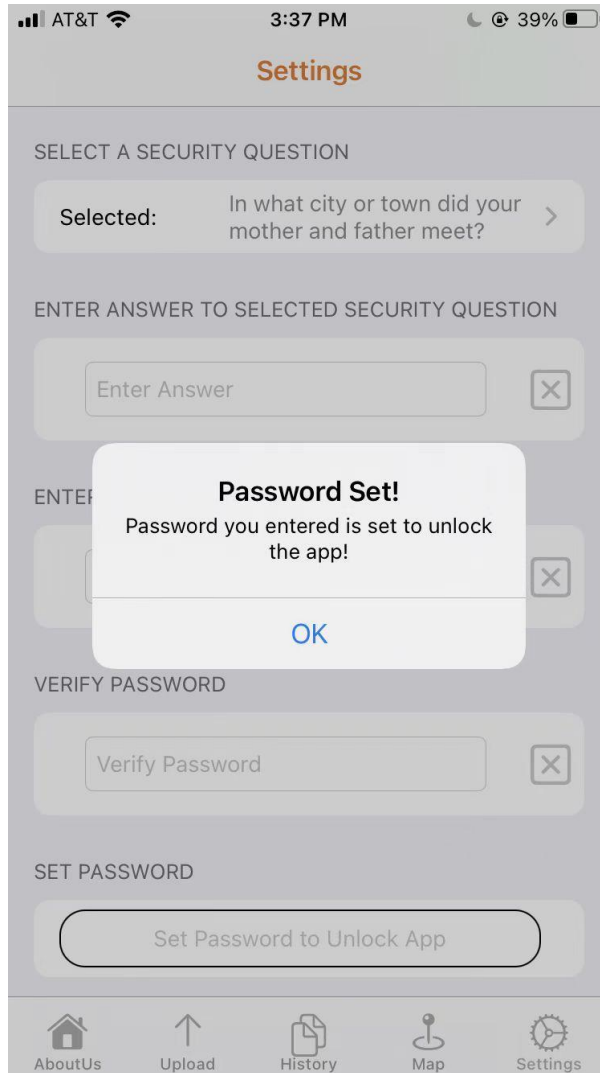 AT&T 3:37 PM 39%
Settings
SELECT A SECURITY QUESTION
Selected: In what city or town did your
mother and father meet?
ENTER ANSWER TO SELECTED SECURITY QUESTION
Enter Answer
ENTER
Password Set!
Password you entered is set to unlock
the app!
OK
VERIFY PASSWORD
Verify Password
SET PASSWORD
Set Password to Unlock App
AboutUs Upload History Map Settings